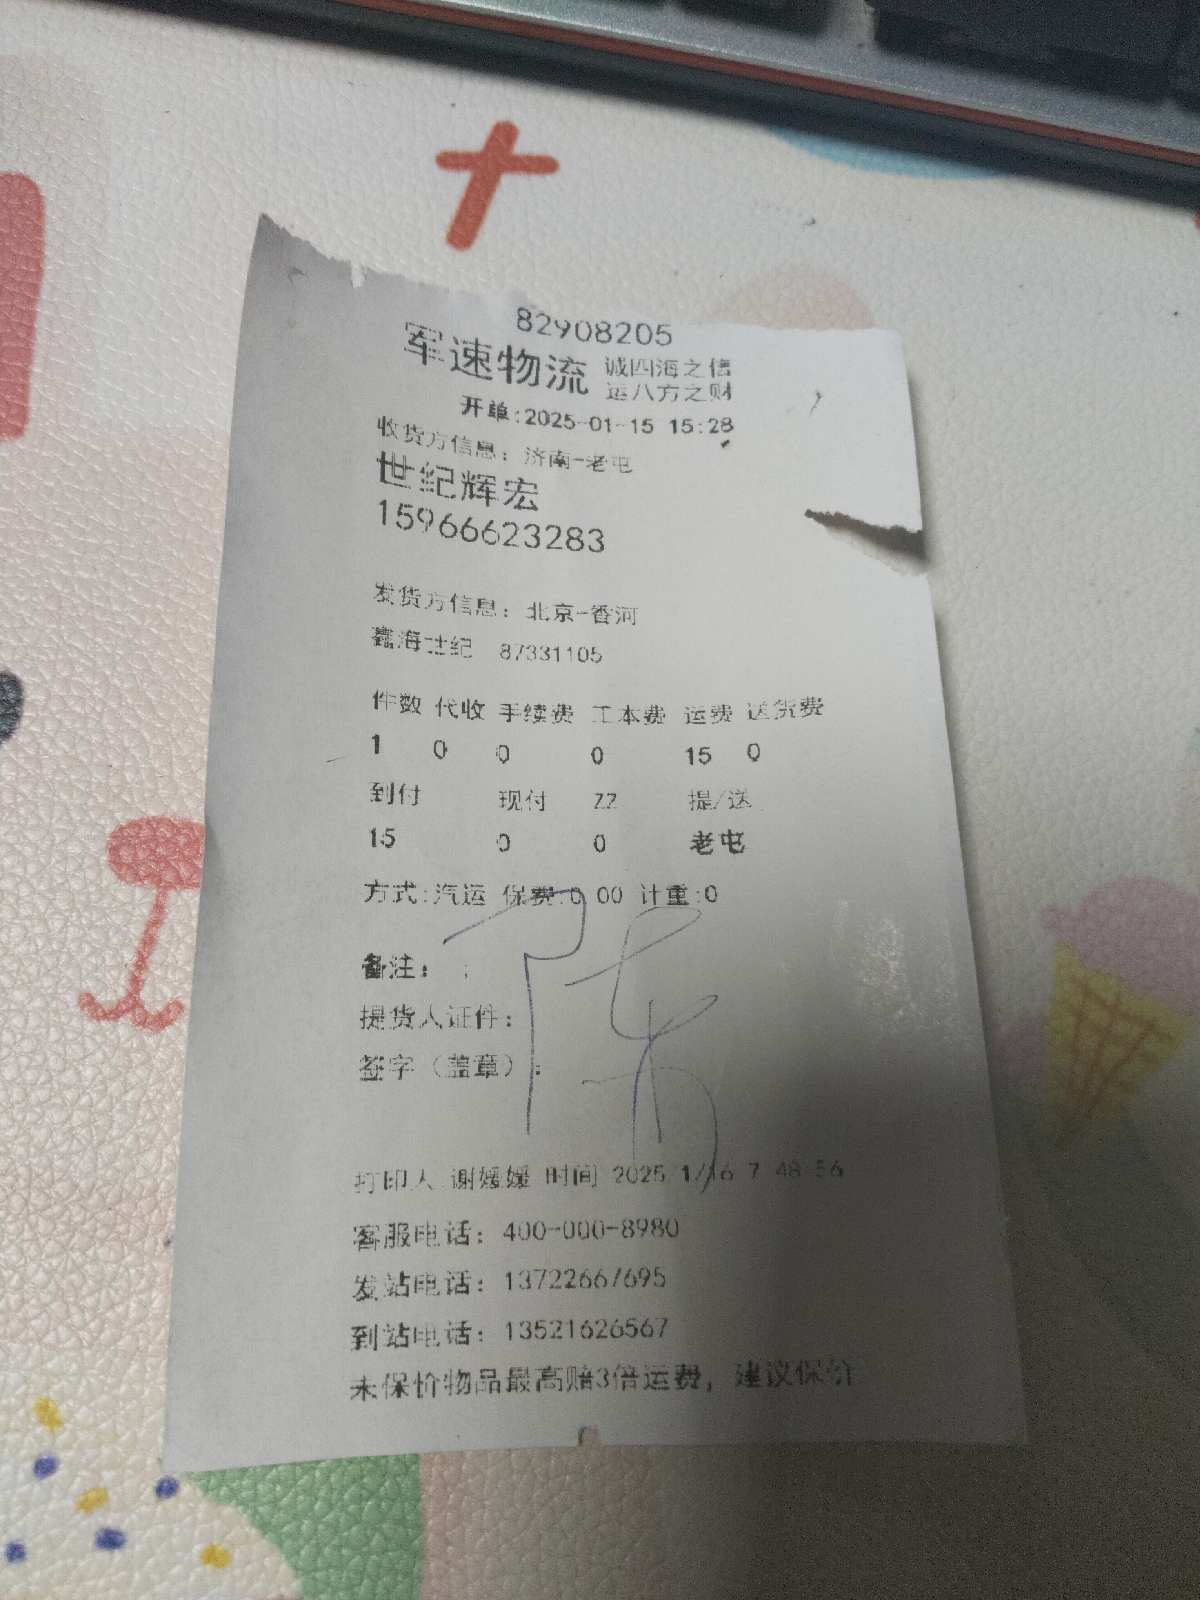 82908205
军速物流 诚四海之信
运八方之财
开单:2025-01-15 15:28
收货方信息：济南-老屯
世纪辉宏
15966623283
发货方信息：北京-香河
鑫海世纪 87331105
件数 代收 手续费 工本费 运费 送货费
1 0 0 0 15 0
到付 现付 ZZ 提/送
15 0 0 老屯
方式:汽运 保费:0.00 计重:0
备注： ;
提货人证件：
签字（盖章）：
打印人 谢媛媛 时间 2025/1/16 7:48:56
客服电话：400-000-8980
发站电话：13722667695
到站电话：13521626567
未保价物品最高赔3倍运费，建议保价